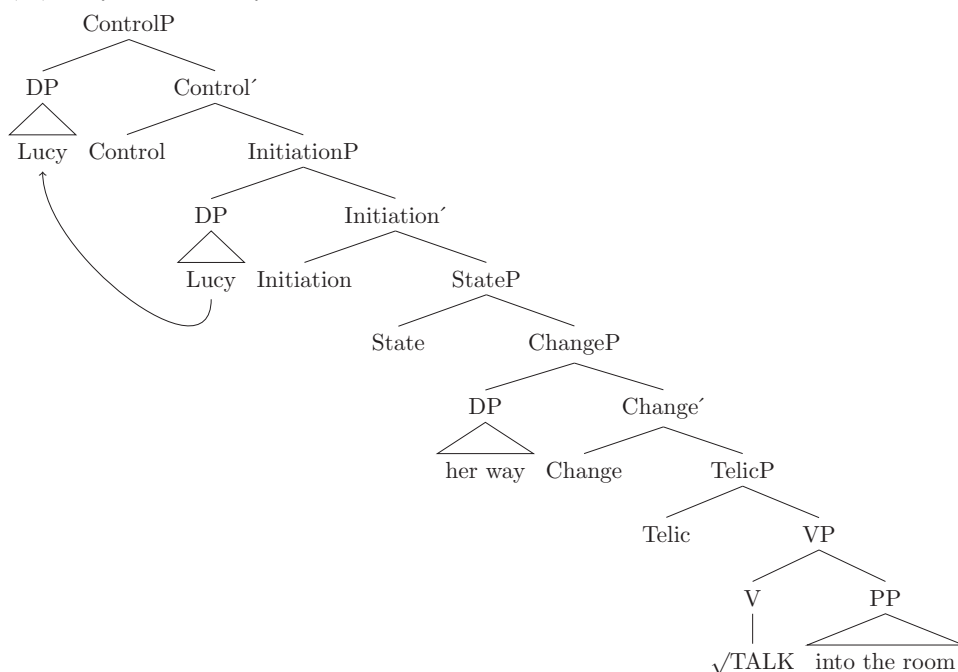 ControlP
DP Control´
Lucy Control InitiationP
DP Initiation´
Lucy Initiation StateP
State ChangeP
DP Change´
her way Change TelicP
Telic VP
V PP
√TALK into the room